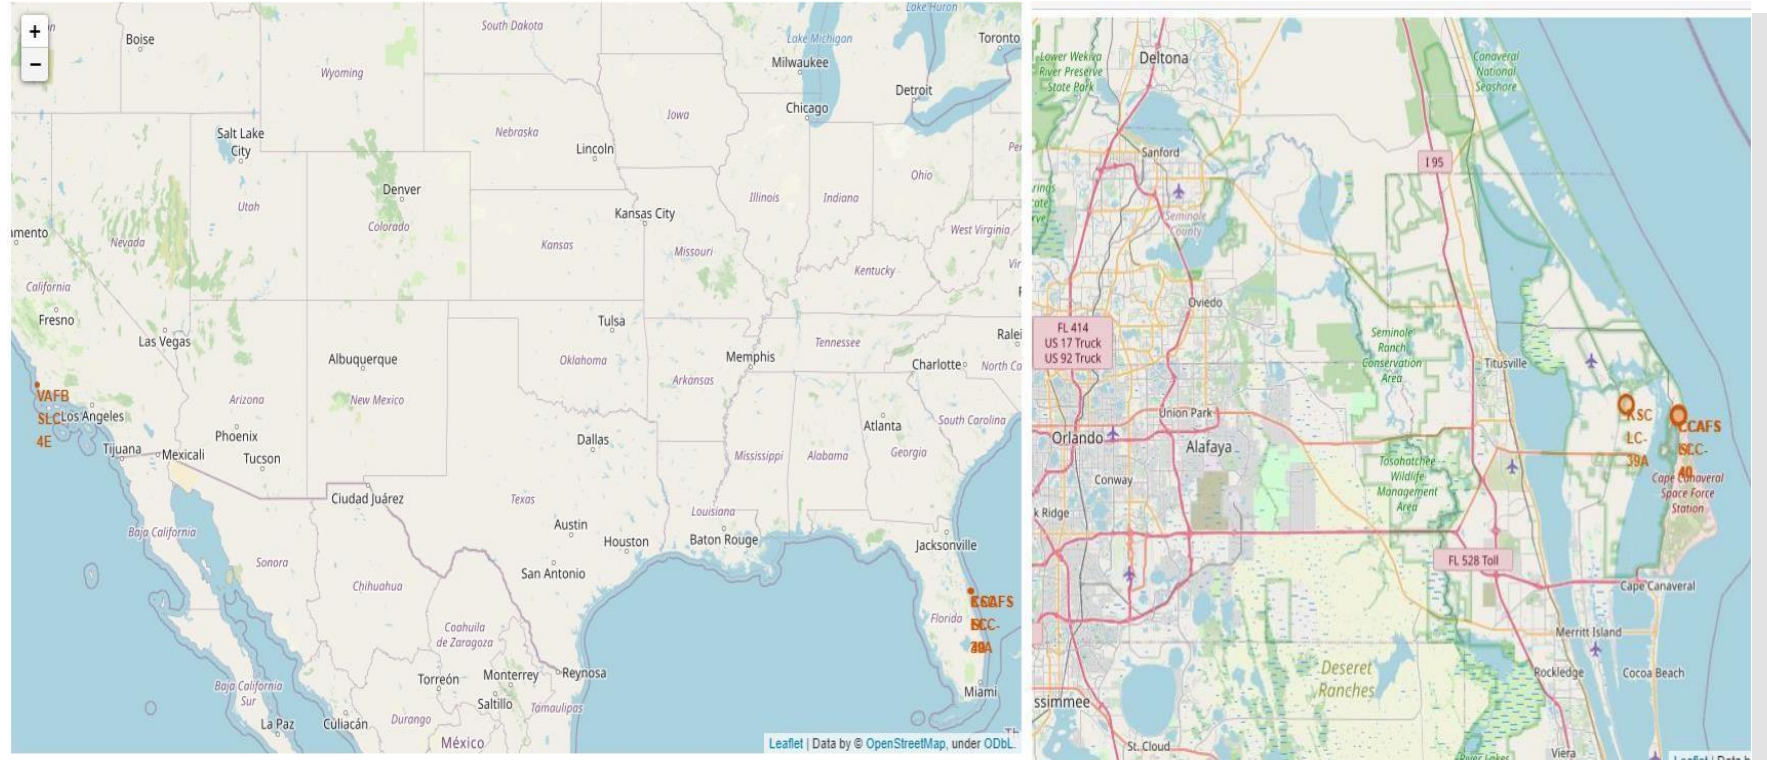 +
−
Boise
South Dakota
Lake Huron
Lake Michigan
Toronto
Milwaukee
Wyoming
Detroit
Chicago
Iowa
Salt Lake
City
Nebraska
Lincoln
Ohio
Denver
Utah
Illinois
Indiana
Kansas City
Colorado
West Virginia
Nevada
Kansas
Missouri
Kentucky
California
Fresno
Tulsa
Las Vegas
Tennessee
Albuquerque
Oklahoma
Memphis
Charlotte
Arkansas
VAFB
SLC-
4E
Los Angeles
Arizona
New Mexico
South Carolina
Atlanta
Phoenix
Tijuana
Mexicali
Tucson
Dallas
Mississippi
Alabama
Georgia
Ciudad Juárez
Texas
Louisiana
Austin
Baja California
Houston
Baton Rouge
Jacksonville
Sonora
San Antonio
Chihuahua
CCAFS
Florida
Coahuila
de Zaragoza
Torreón
Monterrey
Reynosa
Baja California
Sur
Saltillo
Tamaulipas
Miami
La Paz
Culiacán
Durango
México
Leaflet | Data by © OpenStreetMap, under ODbL.
Lower Wekiva
River Preserve
State Park
Deltona
Canaveral
National
Seashore
Sanford
I 95
Seminole
County
Oviedo
FL 414
US 17 Truck
US 92 Truck
Seminole
Ranch
Conservation
Area
Titusville
KSC
LC-
39A
Union Park
CCAFS
Orlando
Alafaya
Tosohatchee
Wildlife
Management
Area
Conway
Cape Canaveral
Space Force
Station
FL 528 Toll
Cape Canaveral
Merritt Island
Deseret
Ranches
Rockledge
Cocoa Beach
St. Cloud
Viera